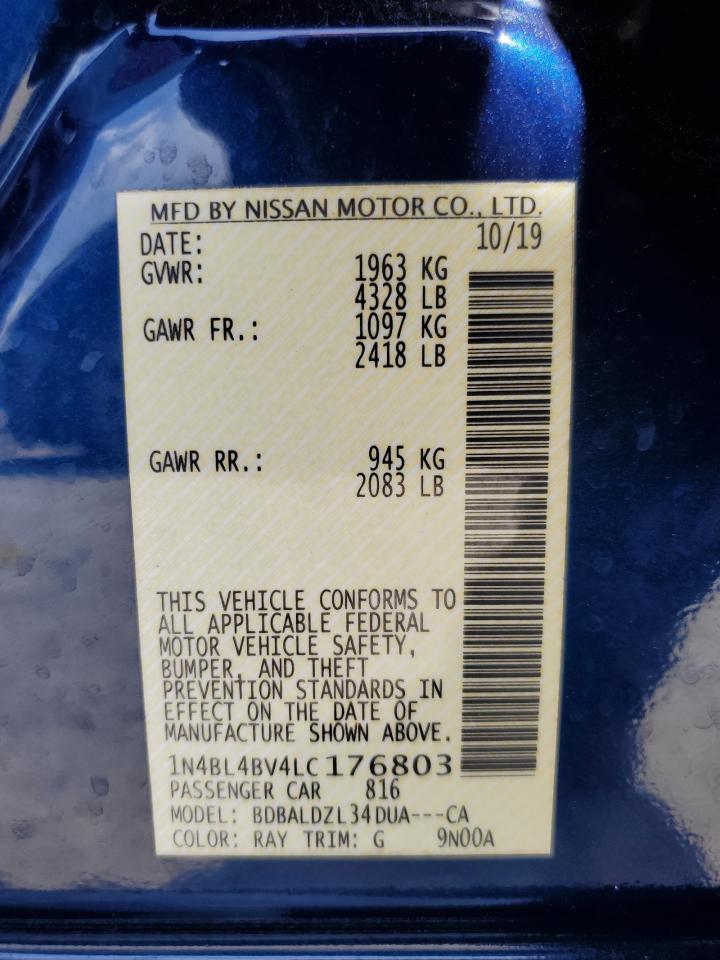 MFD BY NISSAN MOTOR CO., LTD.
DATE: 10/19
GVWR: 1963 KG
4328 LB
GAWR FR.: 1097 KG
2418 LB
GAWR RR.: 945 KG
2083 LB
THIS VEHICLE CONFORMS TO
ALL APPLICABLE FEDERAL
MOTOR VEHICLE SAFETY,
BUMPER, AND THEFT
PREVENTION STANDARDS IN
EFFECT ON THE DATE OF
MANUFACTURE SHOWN ABOVE.
1N4BL4BV4LC176803
PASSENGER CAR 816
MODEL: BDBALDZL34DUA---CA
COLOR: RAY TRIM: G 9N00A